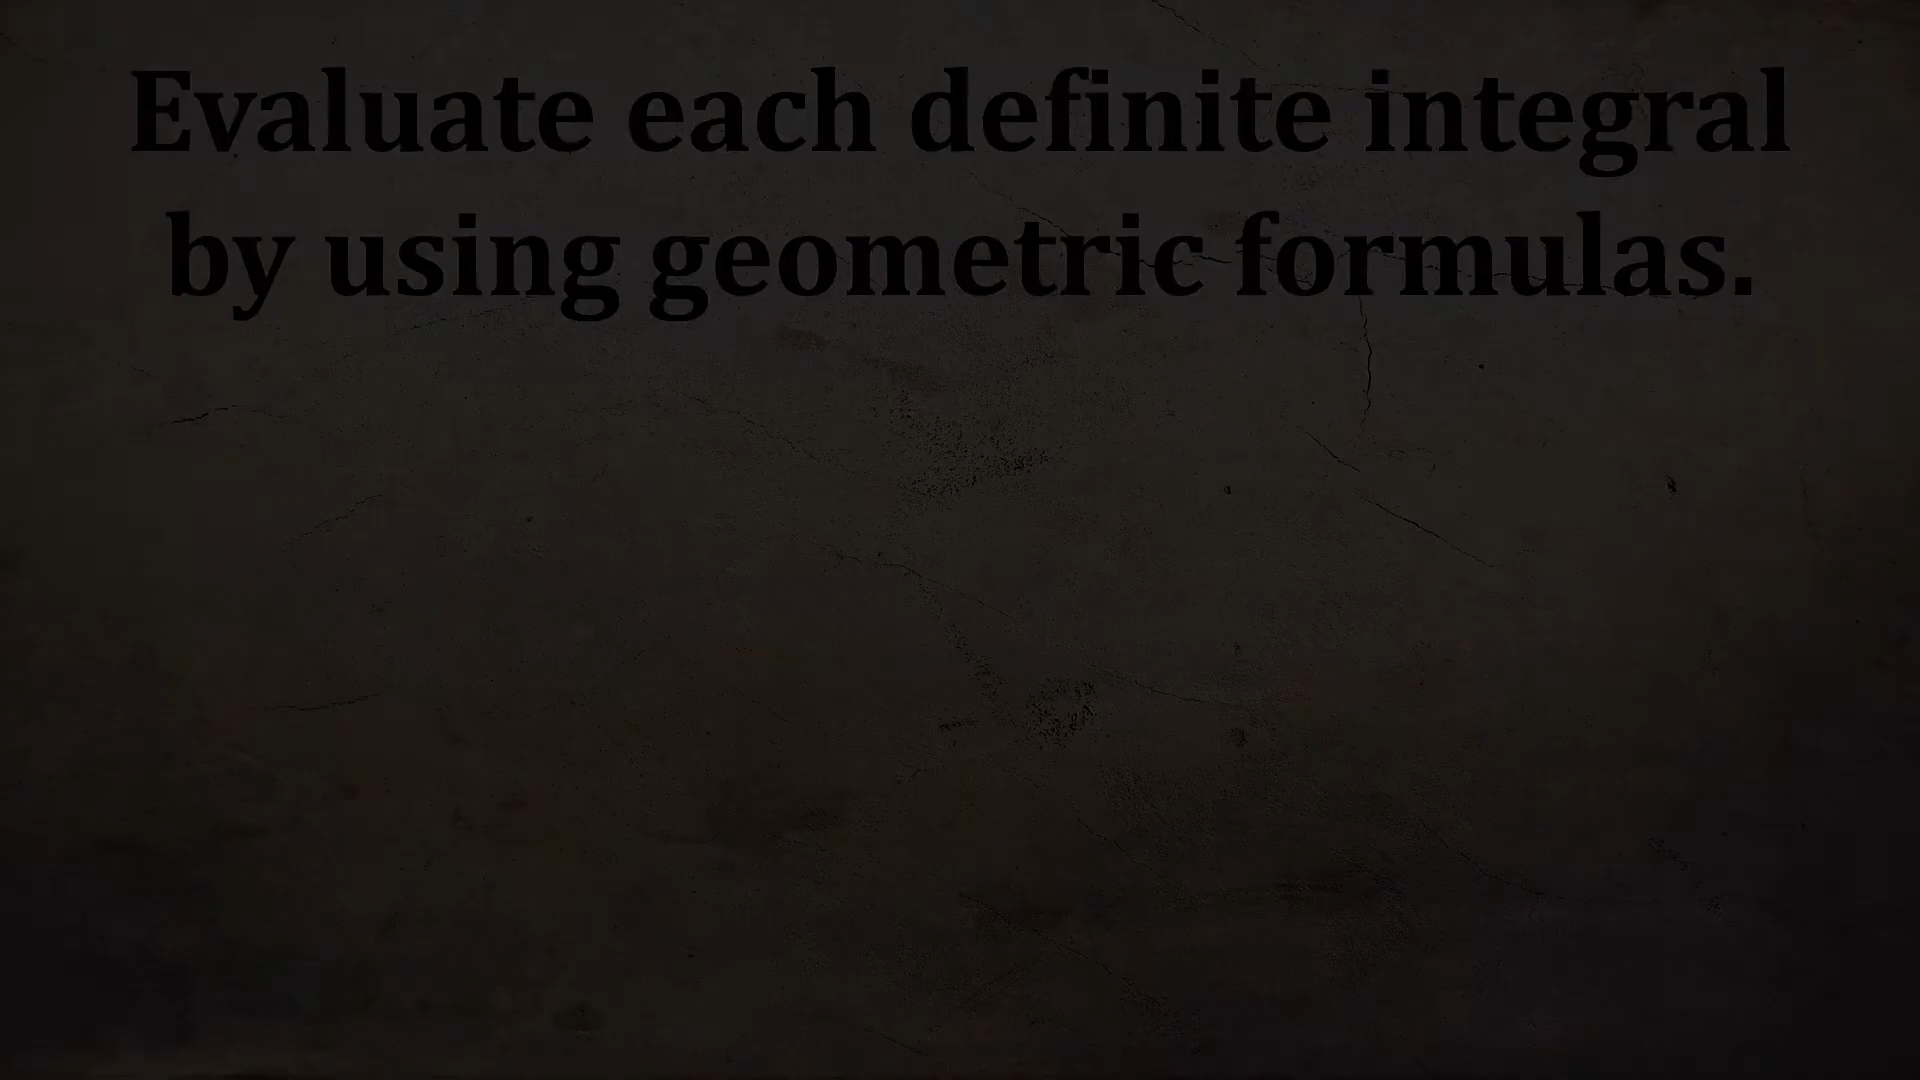 Evaluate each definite integral
by using geometric formulas.